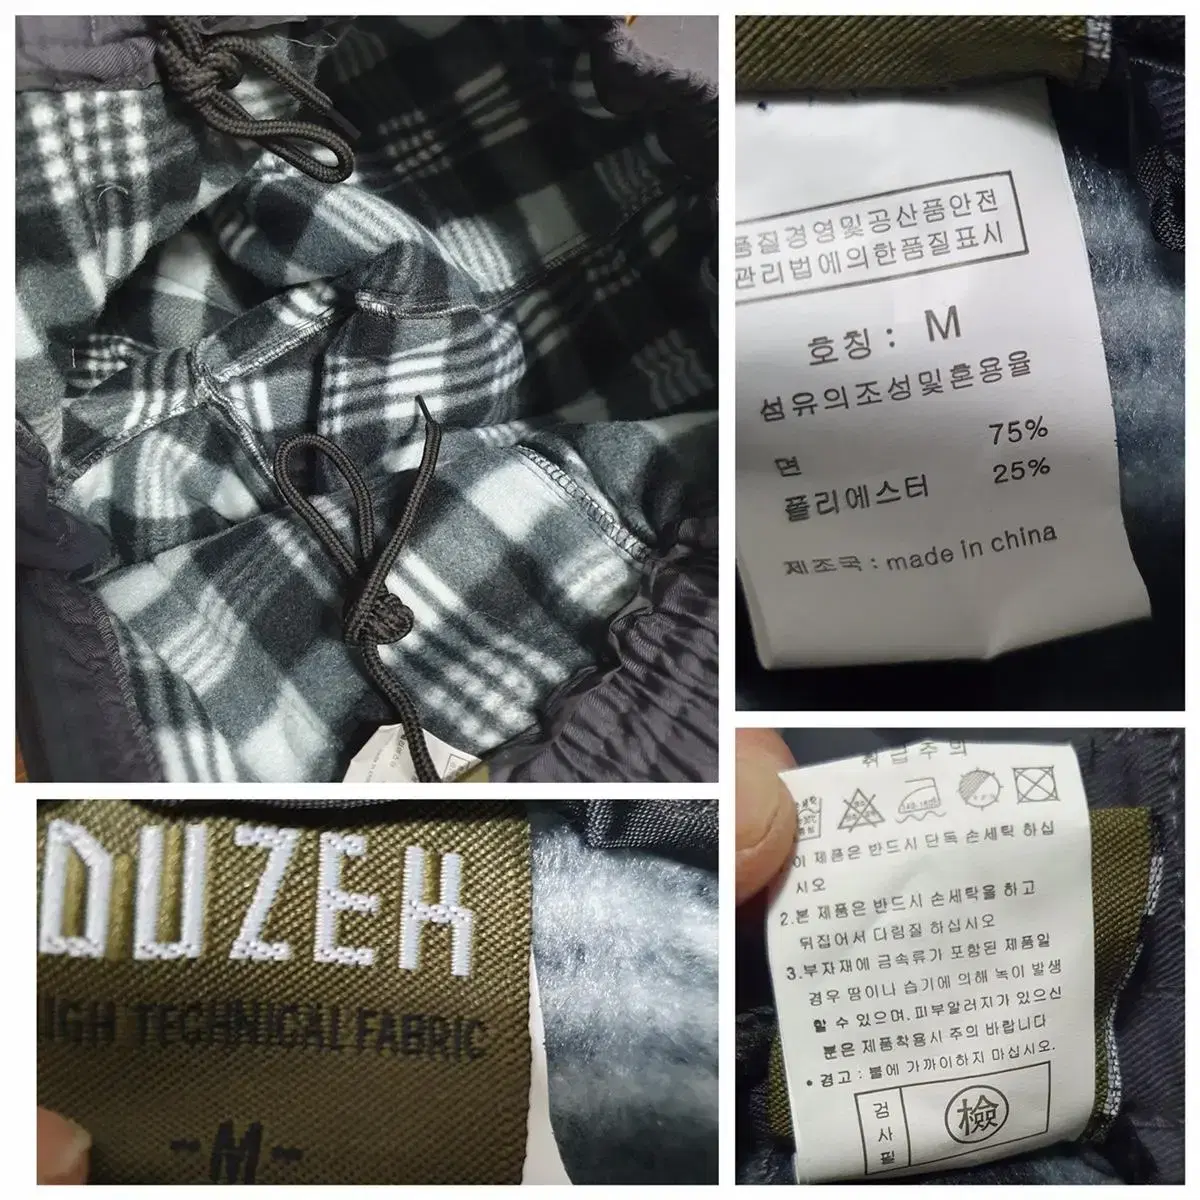 품질경영및공산품안전
관리법에의한품질표시
호칭 : M
섬유의조성및혼용율
면 75%
폴리에스터 25%
제조국 : made in china
DUZEK
HIGH TECHNICAL FABRIC
-M-
취급주의
이 제품은 반드시 단독 손세탁 하십
시오
2.본 제품은 반드시 손세탁을 하고
뒤집어서 다림질 하십시오
3.부자재에 금속류가 포함된 제품일
경우 땀이나 습기에 의해 녹이 발생
할 수 있으며, 피부알러지가 있으신
분은 제품착용시 주의 바랍니다
• 경고 : 불에 가까이하지 마십시오.
검사필
檢